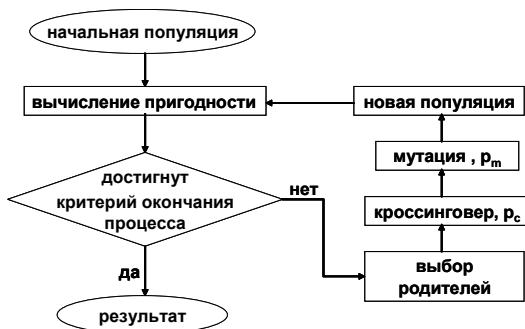 начальная популяция
вычисление пригодности
новая популяция
мутация , pm
достигнут
критерий окончания
процесса
нет
кроссинговер, pc
выбор
родителей
да
результат